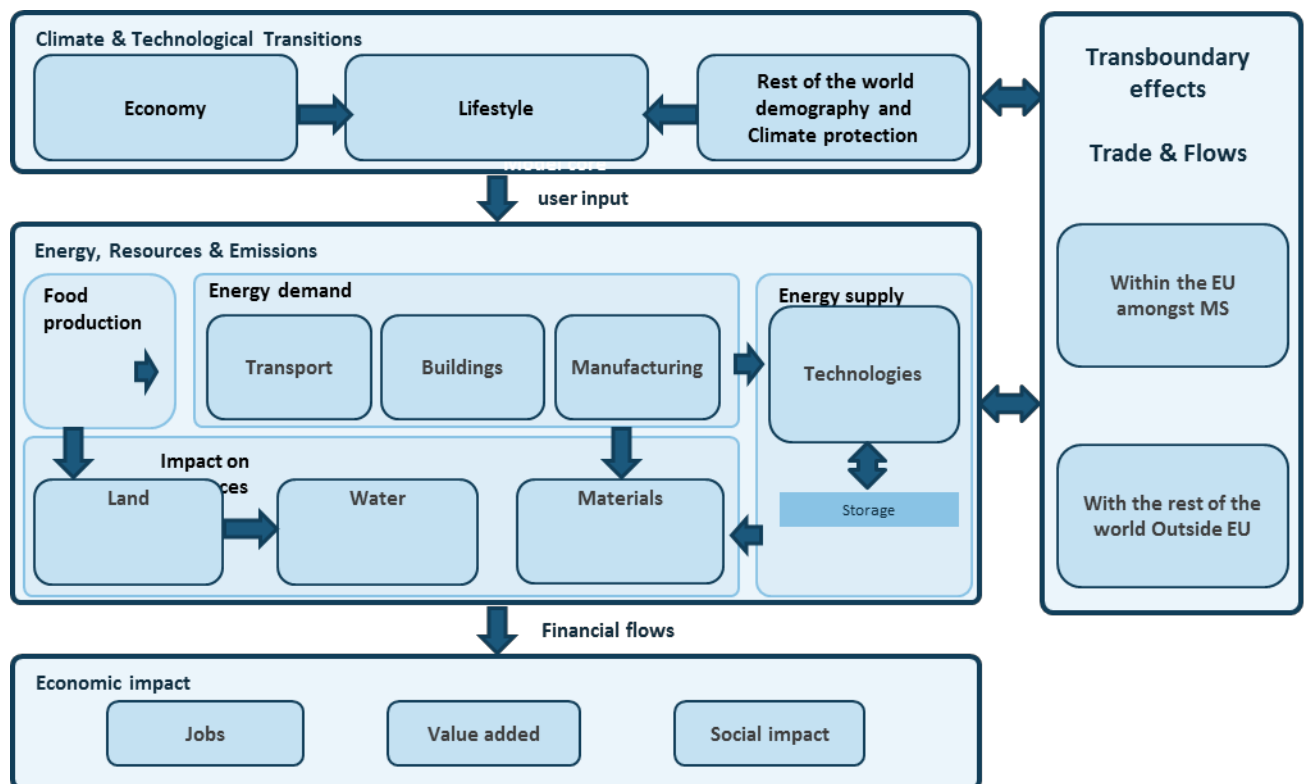 Climate & Technological Transitions
Economy
Lifestyle
Rest of the world
demography and
Climate protection
Model core
user input
Transboundary
effects
Trade & Flows
Within the EU
amongst MS
With the rest of the
world Outside EU
Energy, Resources & Emissions
Food
production
Energy demand
Transport
Buildings
Manufacturing
Energy supply
Technologies
Storage
Impact on
Land
Water
Materials
Financial flows
Economic impact
Jobs
Value added
Social impact